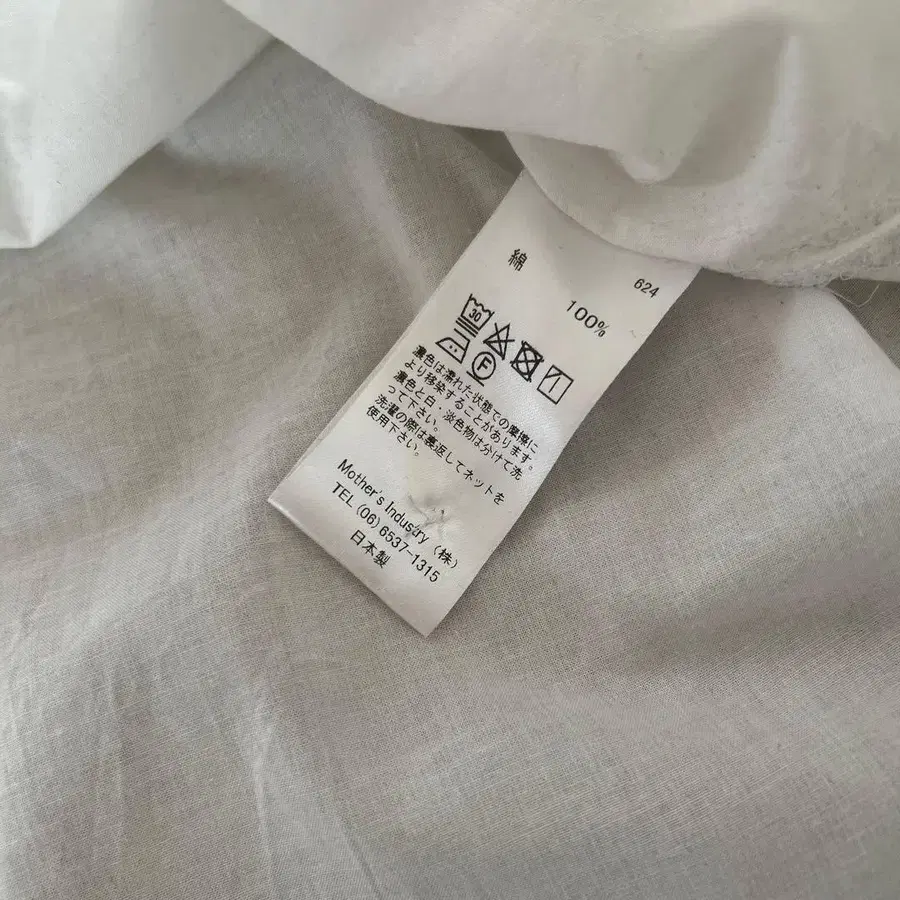 624
綿
100%
30
F
濃色は濡れた状態での摩擦に
より移染することがあります。
濃色と白・淡色物は分けて洗
って下さい。
洗濯の際は裏返してネットを
使用下さい。
Mother's Industry (株)
TEL (06) 6537-1315
日本製